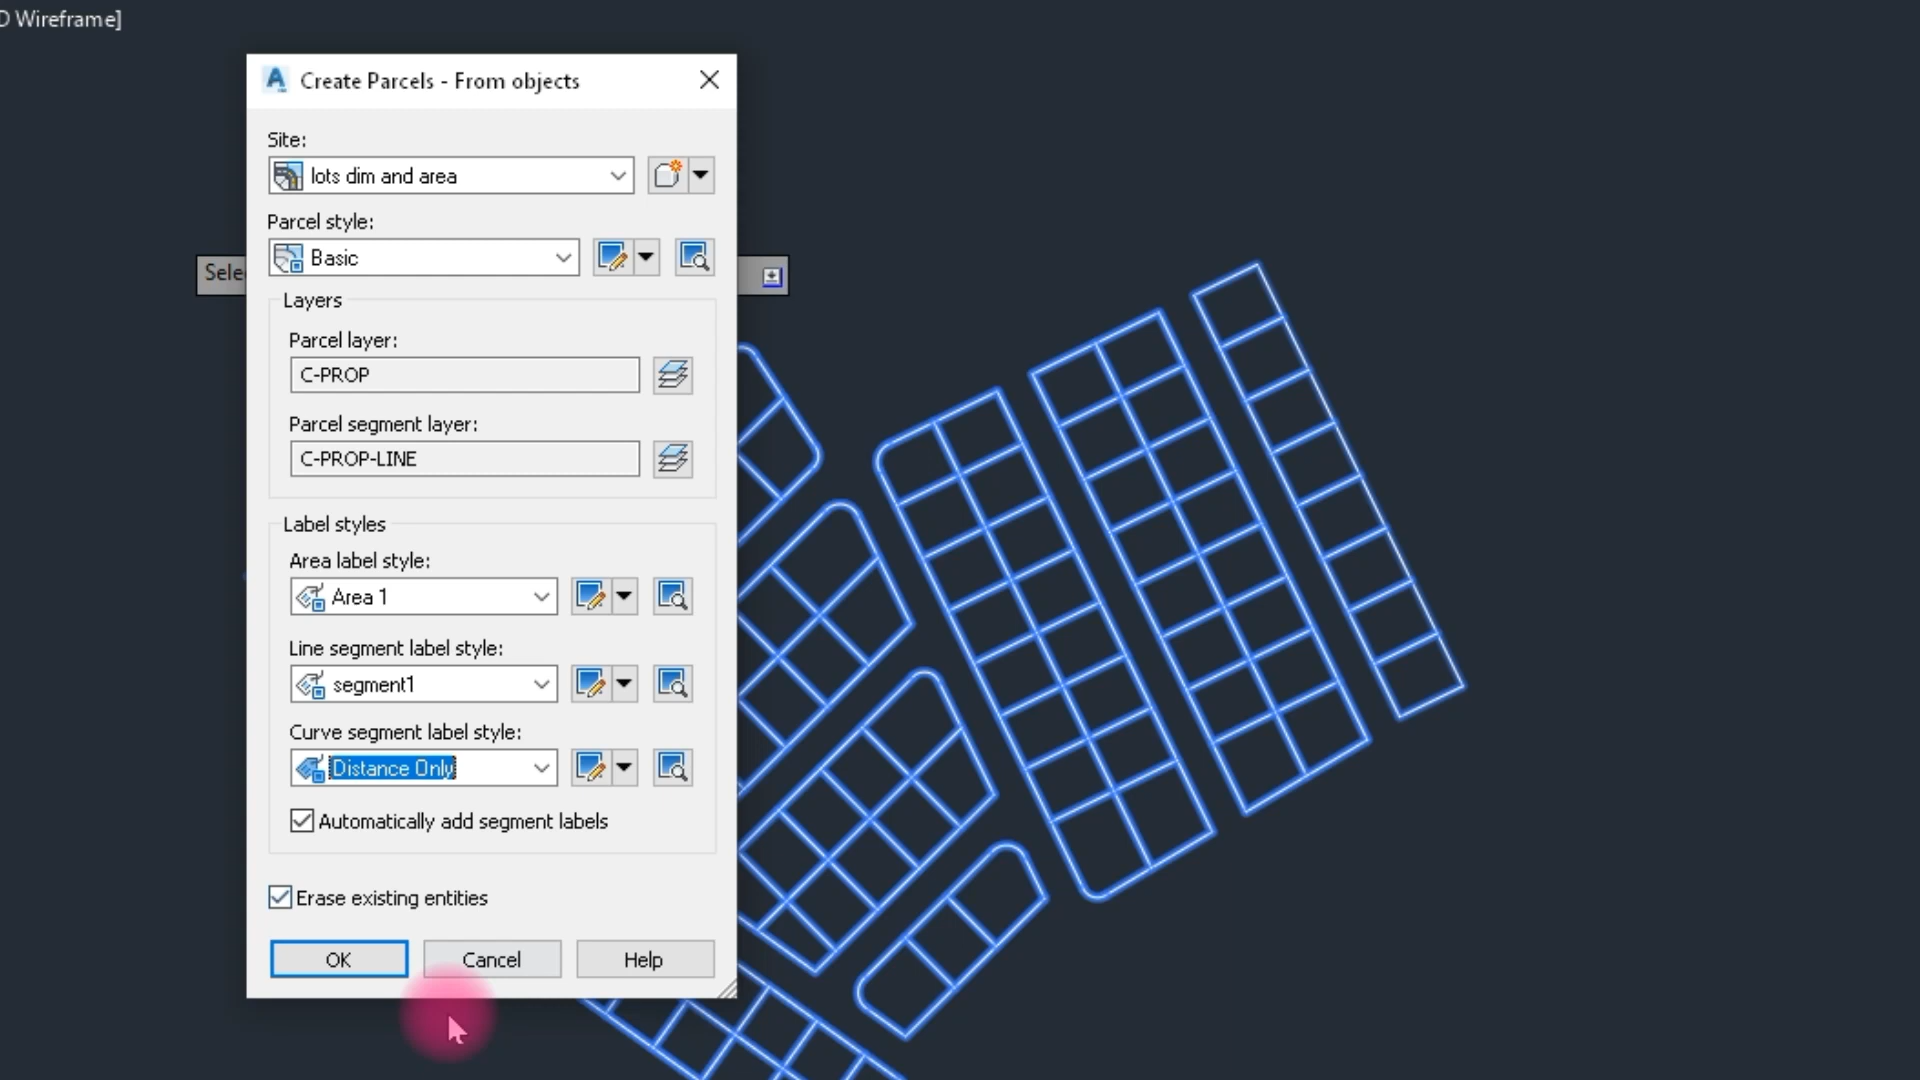 D Wireframe]
Create Parcels - From objects
Site:
lots dim and area
Parcel style:
Basic
Sele
Layers
Parcel layer:
C-PROP
Parcel segment layer:
C-PROP-LINE
Label styles
Area label style:
Area 1
Line segment label style:
segment1
Curve segment label style:
Distance Only
Automatically add segment labels
Erase existing entities
OK Cancel Help